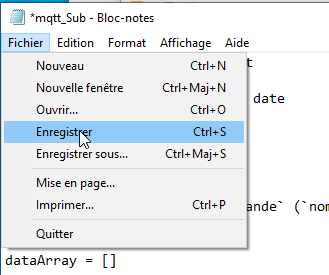 *mqtt_Sub - Bloc-notes
Fichier Edition Format Affichage Aide
Nouveau Ctrl+N
Nouvelle fenêtre Ctrl+Maj+N
Ouvrir... Ctrl+O
date
Enregistrer Ctrl+S
Enregistrer sous... Ctrl+Maj+S
Mise en page...
Imprimer... Ctrl+P
ande` (`nom
Quitter
dataArray = []